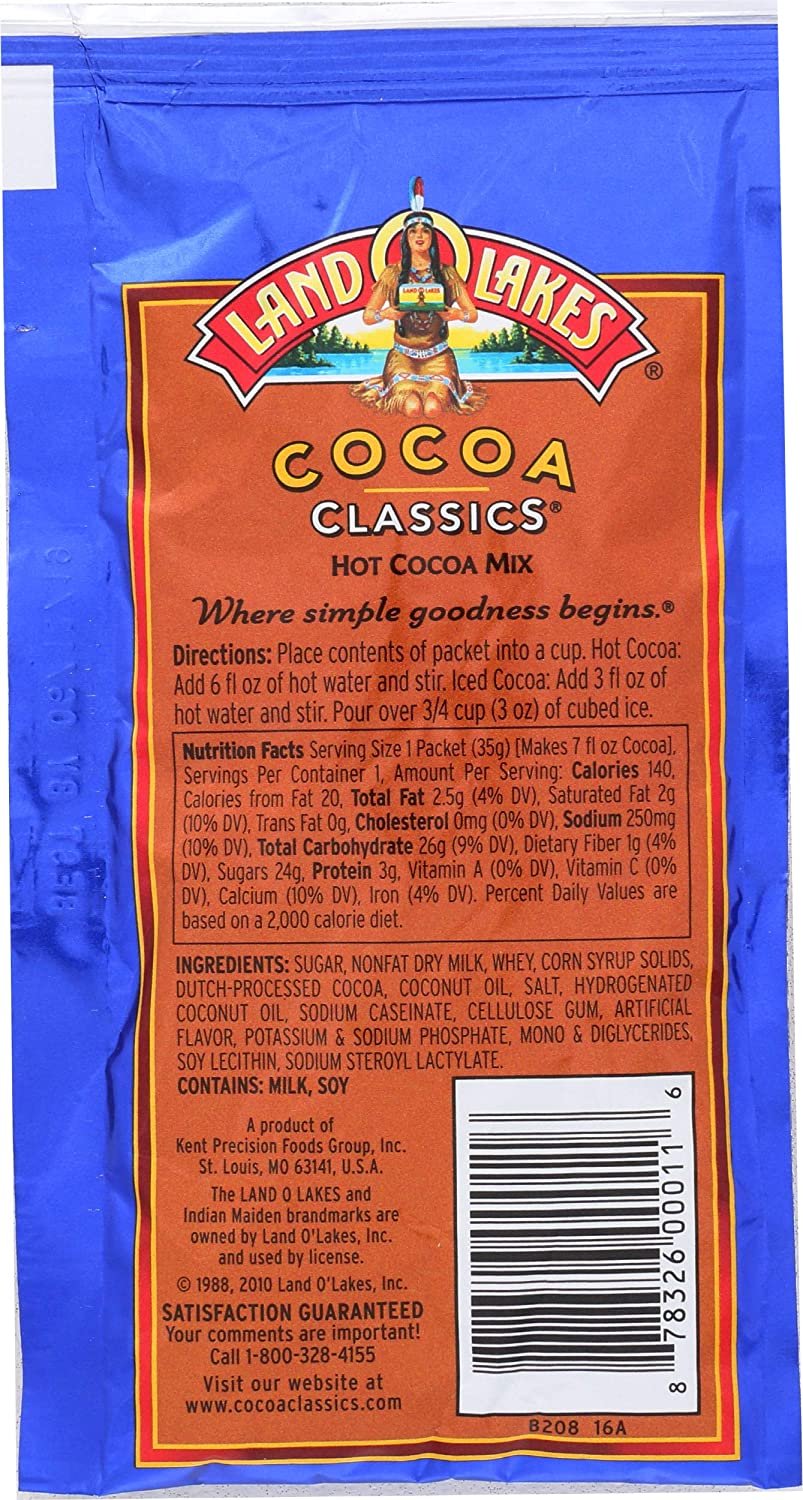 LAND O LAKES®
LAND O LAKES
COCOA
CLASSICS®
HOT COCOA MIX
Where simple goodness begins.®
Directions: Place contents of packet into a cup. Hot Cocoa:
Add 6 fl oz of hot water and stir. Iced Cocoa: Add 3 fl oz of
hot water and stir. Pour over 3/4 cup (3 oz) of cubed ice.
Nutrition Facts Serving Size 1 Packet (35g) [Makes 7 fl oz Cocoa],
Servings Per Container 1, Amount Per Serving: Calories 140,
Calories from Fat 20, Total Fat 2.5g (4% DV), Saturated Fat 2g
(10% DV), Trans Fat 0g, Cholesterol 0mg (0% DV), Sodium 250mg
(10% DV), Total Carbohydrate 26g (9% DV), Dietary Fiber 1g (4%
DV), Sugars 24g, Protein 3g, Vitamin A (0% DV), Vitamin C (0%
DV), Calcium (10% DV), Iron (4% DV). Percent Daily Values are
based on a 2,000 calorie diet.
INGREDIENTS: SUGAR, NONFAT DRY MILK, WHEY, CORN SYRUP SOLIDS,
DUTCH-PROCESSED COCOA, COCONUT OIL, SALT, HYDROGENATED
COCONUT OIL, SODIUM CASEINATE, CELLULOSE GUM, ARTIFICIAL
FLAVOR, POTASSIUM & SODIUM PHOSPHATE, MONO & DIGLYCERIDES,
SOY LECITHIN, SODIUM STEROYL LACTYLATE.
CONTAINS: MILK, SOY
A product of
Kent Precision Foods Group, Inc.
St. Louis, MO 63141, U.S.A.
The LAND O LAKES and
Indian Maiden brandmarks are
owned by Land O'Lakes, Inc.
and used by license.
© 1988, 2010 Land O'Lakes, Inc.
SATISFACTION GUARANTEED
Your comments are important!
Call 1-800-328-4155
Visit our website at
www.cocoaclassics.com
8 78326 00011 6
B208 16A